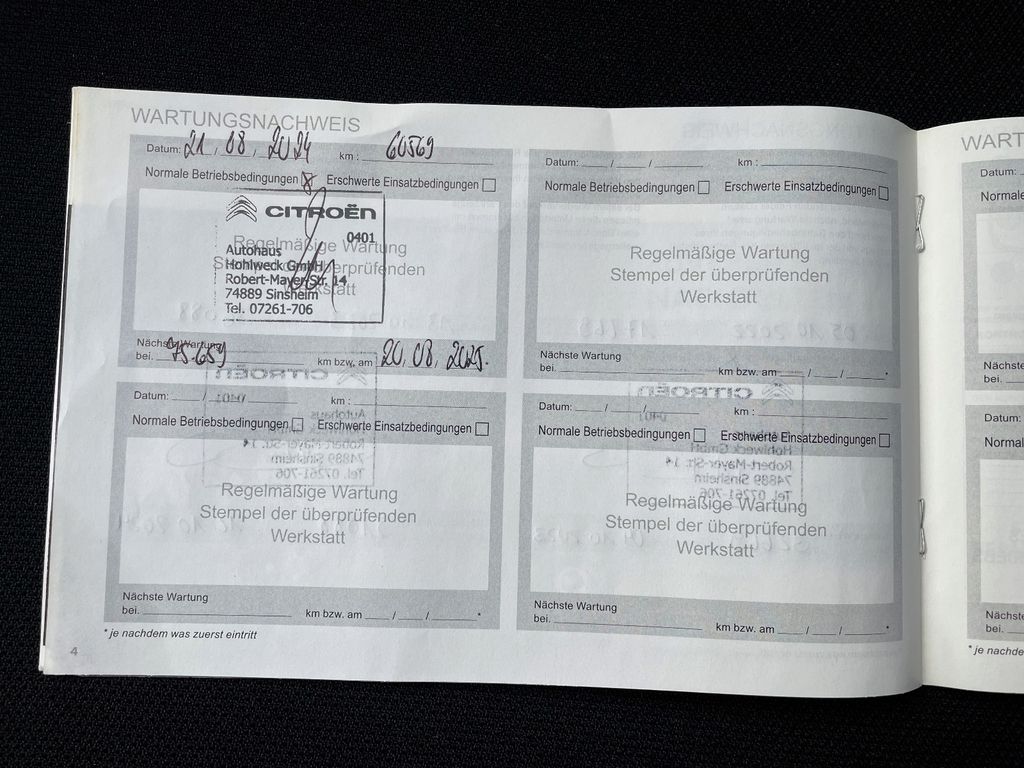 WARTUNGSNACHWEIS
Datum: 21 / 08 / 2024 km : 60569
Normale Betriebsbedingungen Erschwerte Einsatzbedingungen
CITROËN
0401
Regelmäßige Wartung
Autohaus
Stempel der überprüfenden
Hohlweck GmbH
Robert-Mayer-Str. 14
Werkstatt
74889 Sinsheim
Tel. 07261-706
Nächste Wartung
bei. 75.659 km bzw. am 20.08.2025. 
Datum: / / km :
Normale Betriebsbedingungen Erschwerte Einsatzbedingungen
Regelmäßige Wartung
Stempel der überprüfenden
Werkstatt
Nächste Wartung
bei. km bzw. am / / *
Datum: / / km :
Normale Betriebsbedingungen Erschwerte Einsatzbedingungen
Regelmäßige Wartung
Stempel der überprüfenden
Werkstatt
Nächste Wartung
bei. km bzw. am / / *
Datum: / / km :
Normale Betriebsbedingungen Erschwerte Einsatzbedingungen
Regelmäßige Wartung
Stempel der überprüfenden
Werkstatt
Nächste Wartung
bei. km bzw. am / / *
* je nachdem was zuerst eintritt
4
WART
Datum:
Normale
Nächste
bei.
Datum:
Normal
Nächste
bei.
* je nachde